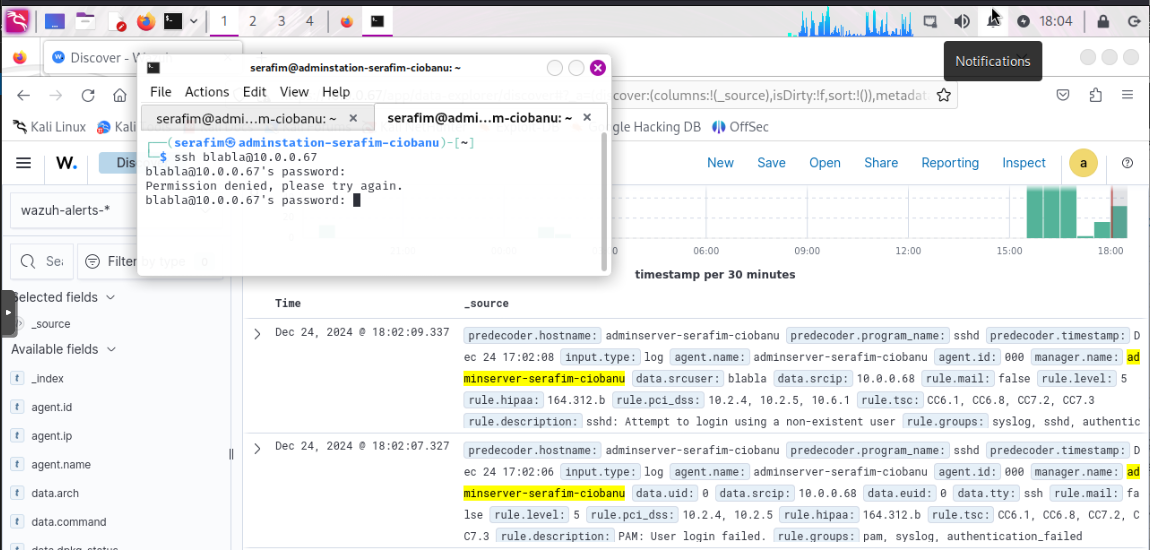 1 2 3 4
18:04
Discover - W
Notifications
serafim@adminstation-serafim-ciobanu: ~
File Actions Edit View Help
serafim@admi...m-ciobanu: ~ ×
serafim@admi...m-ciobanu: ~ ×
(serafim㉿adminstation-serafim-ciobanu)-[~]
$ ssh blabla@10.0.0.67
blabla@10.0.0.67's password:
Permission denied, please try again.
blabla@10.0.0.67's password:
cover:(columns:!(_source),isDirty:!f,sort:!()),metadat
Kali Linux
Kali
gle Hacking DB
OffSec
W.
Dis
New Save Open Share Reporting Inspect
a
wazuh-alerts-*
Sea
Filter by type 0
Selected fields
_source
Available fields
_index
agent.id
agent.ip
agent.name
data.arch
data.command
data.dpkg_status
06:00 09:00 12:00 15:00 18:00
timestamp per 30 minutes
Time _source
Dec 24, 2024 @ 18:02:09.337 predecoder.hostname: adminserver-serafim-ciobanu predecoder.program_name: sshd predecoder.timestamp: D
ec 24 17:02:08 input.type: log agent.name: adminserver-serafim-ciobanu agent.id: 000 manager.name: ad
minserver-serafim-ciobanu data.srcuser: blabla data.srcip: 10.0.0.68 rule.mail: false rule.level: 5
rule.hipaa: 164.312.b rule.pci_dss: 10.2.4, 10.2.5, 10.6.1 rule.tsc: CC6.1, CC6.8, CC7.2, CC7.3
rule.description: sshd: Attempt to login using a non-existent user rule.groups: syslog, sshd, authentic
Dec 24, 2024 @ 18:02:07.327 predecoder.hostname: adminserver-serafim-ciobanu predecoder.program_name: sshd predecoder.timestamp: D
ec 24 17:02:06 input.type: log agent.name: adminserver-serafim-ciobanu agent.id: 000 manager.name: ad
minserver-serafim-ciobanu data.uid: 0 data.srcip: 10.0.0.68 data.euid: 0 data.tty: ssh rule.mail: fa
lse rule.level: 5 rule.pci_dss: 10.2.4, 10.2.5 rule.hipaa: 164.312.b rule.tsc: CC6.1, CC6.8, CC7.2, C
C7.3 rule.description: PAM: User login failed. rule.groups: pam, syslog, authentication_failed